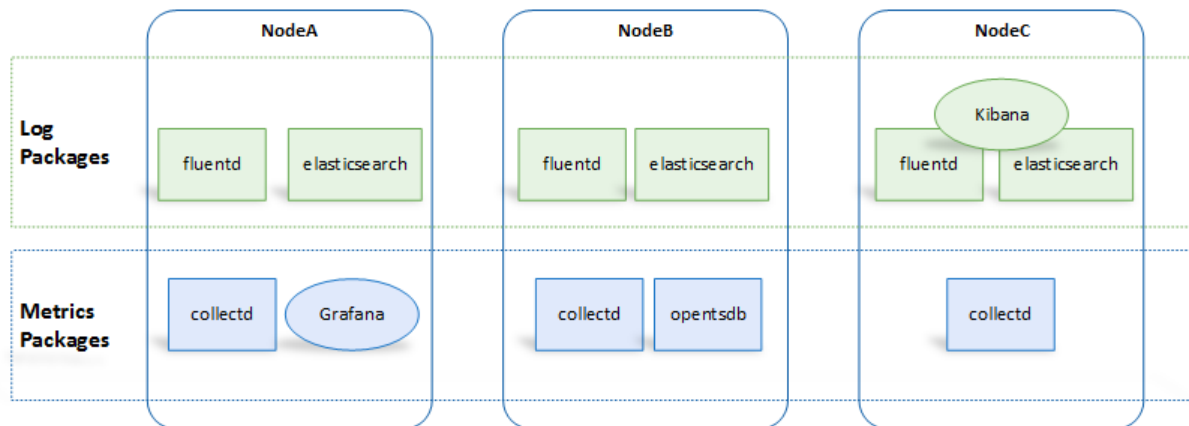 NodeA
NodeB
NodeC
Log
Packages
fluentd
elasticsearch
fluentd
elasticsearch
Kibana
fluentd
elasticsearch
Metrics
Packages
collectd
Grafana
collectd
opentsdb
collectd